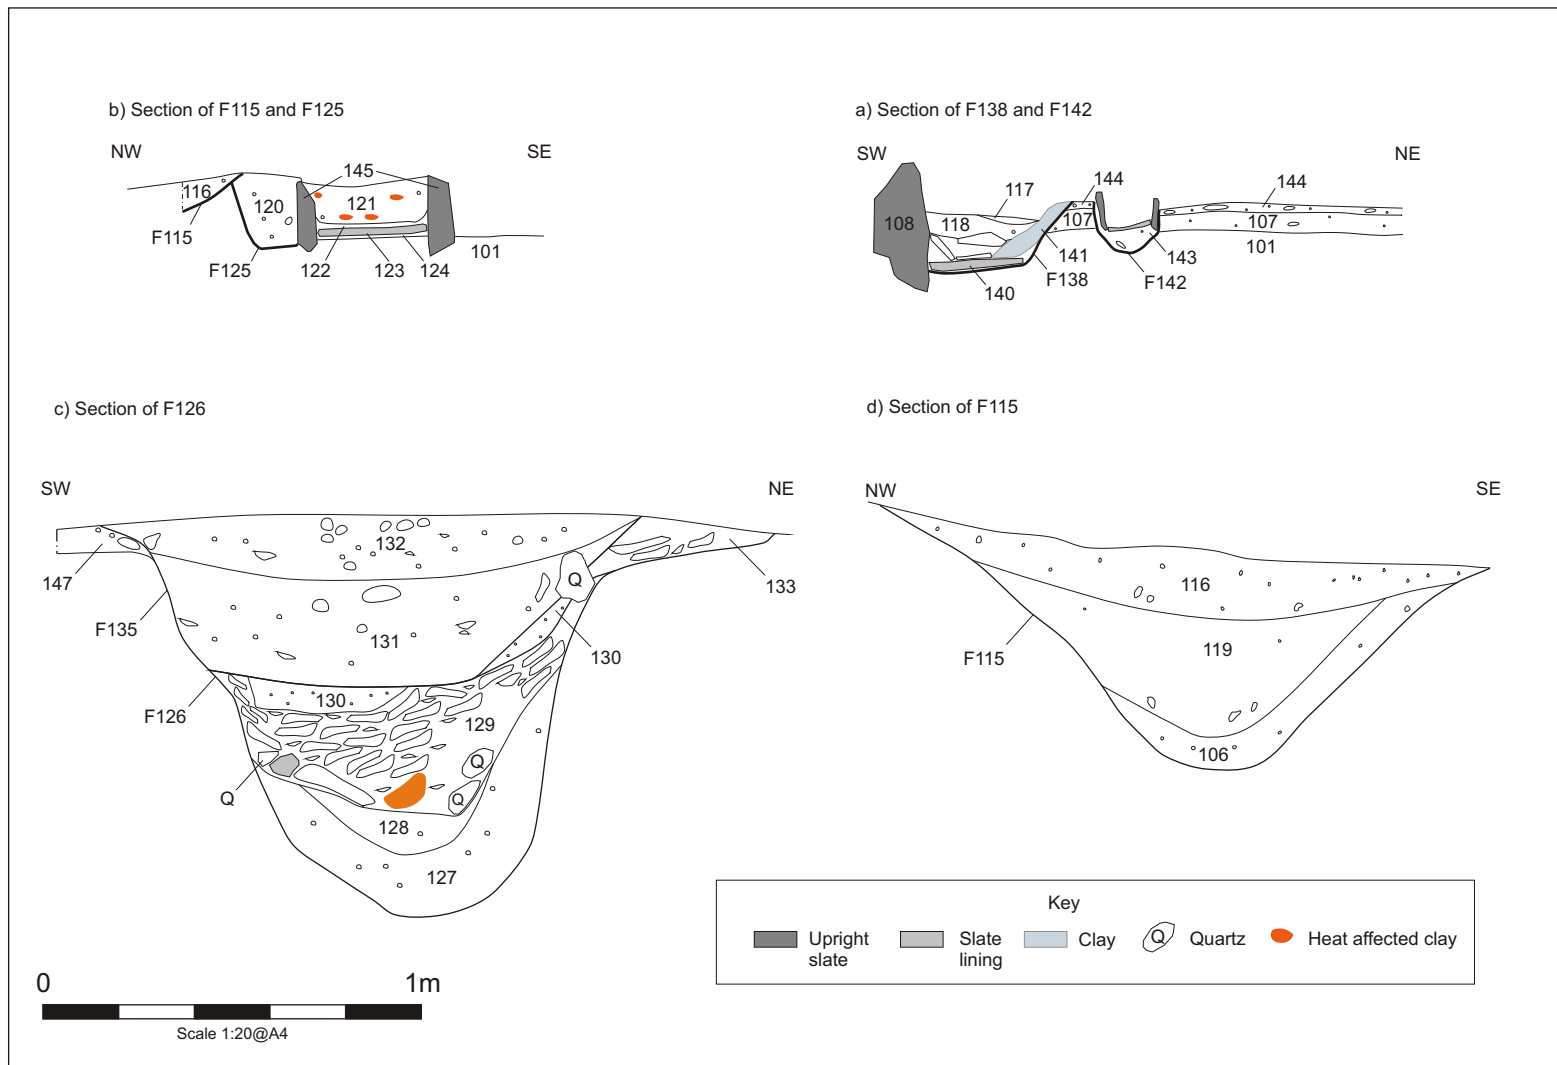 b) Section of F115 and F125
NW
SE
145
116
120
121
F115
F125
122
123
124
101
a) Section of F138 and F142
SW
NE
117
144
144
108
118
107
107
101
141
143
F138
F142
140
c) Section of F126
SW
NE
132
147
Q
133
F135
131
130
F126
130
129
Q
Q
Q
128
127
d) Section of F115
NW
SE
116
119
F115
106
Key
Upright
slate
Slate
lining
Clay
Q
Quartz
Heat affected clay
0
1m
Scale 1:20@A4